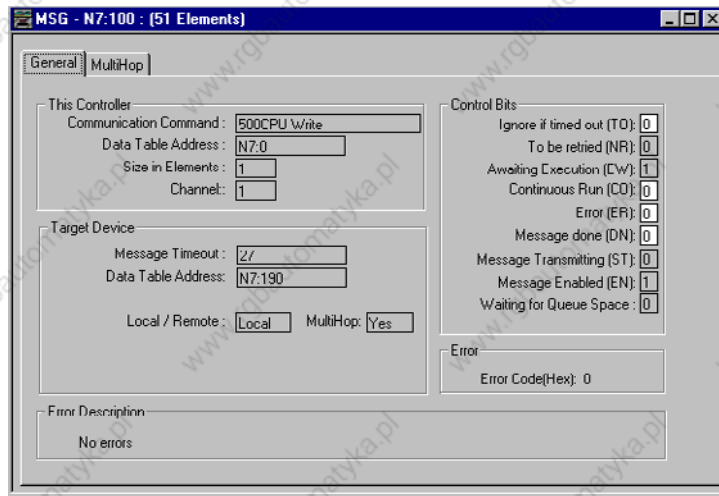 MSG - N7:100 : (51 Elements)
General MultiHop
This Controller
Communication Command : 500CPU Write
Data Table Address : N7:0
Size in Elements : 1
Channel: 1
Target Device
Message Timeout : 27
Data Table Address: N7:190
Local / Remote : Local MultiHop: Yes
Control Bits
Ignore if timed out (TO): 0
To be retried (NR): 0
Awaiting Execution (EW): 1
Continuous Run (CO): 0
Error (ER): 0
Message done (DN): 0
Message Transmitting (ST): 0
Message Enabled (EN): 1
Waiting for Queue Space : 0
Error
Error Code(Hex): 0
Error Description
No errors
www.rgbautomatyka.pl